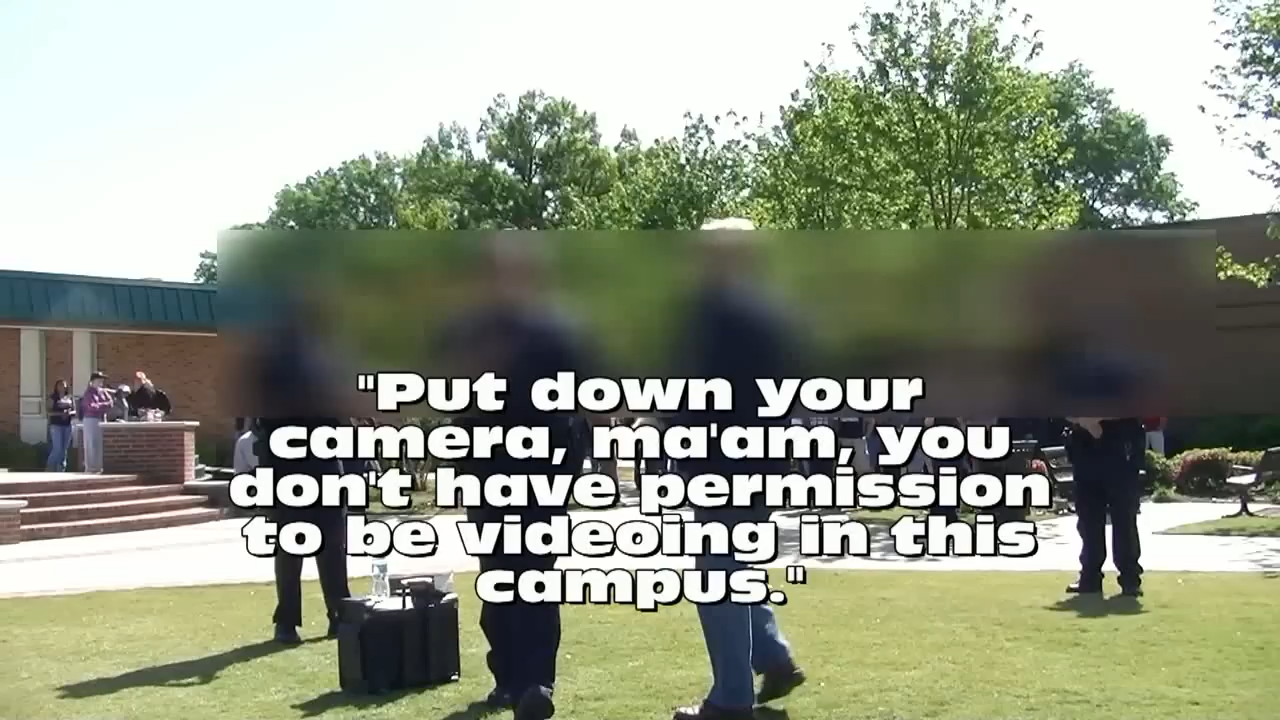 "Put down your
camera, ma'am, you
don't have permission
to be videoing in this
campus."